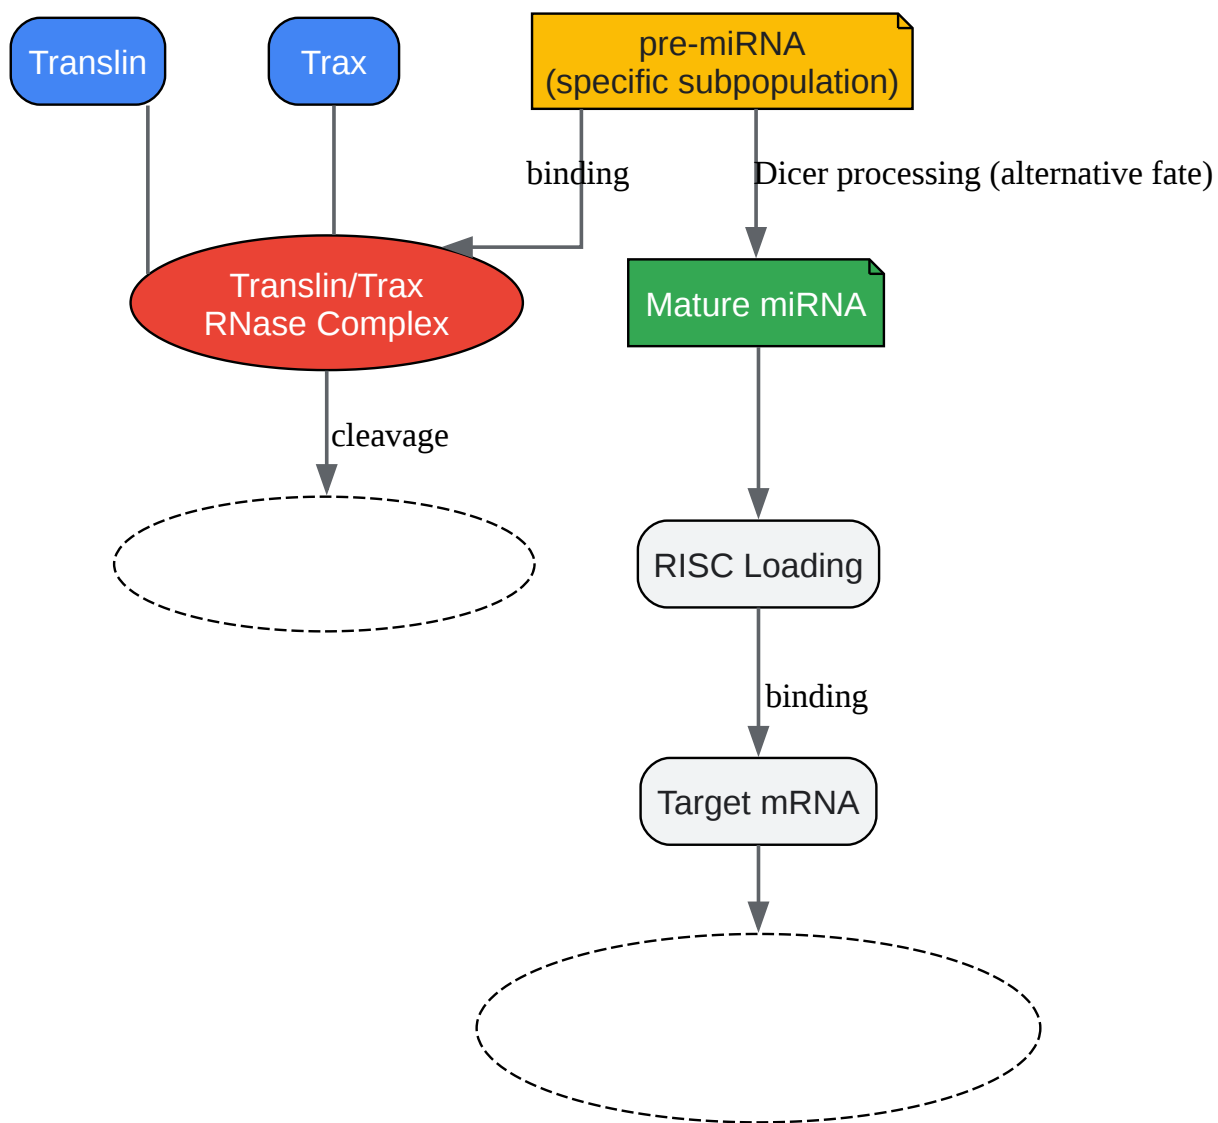 Translin
Trax
pre-miRNA
(specific subpopulation)
binding
Dicer processing (alternative fate)
Translin/Trax
RNase Complex
Mature miRNA
cleavage
RISC Loading
binding
Target mRNA